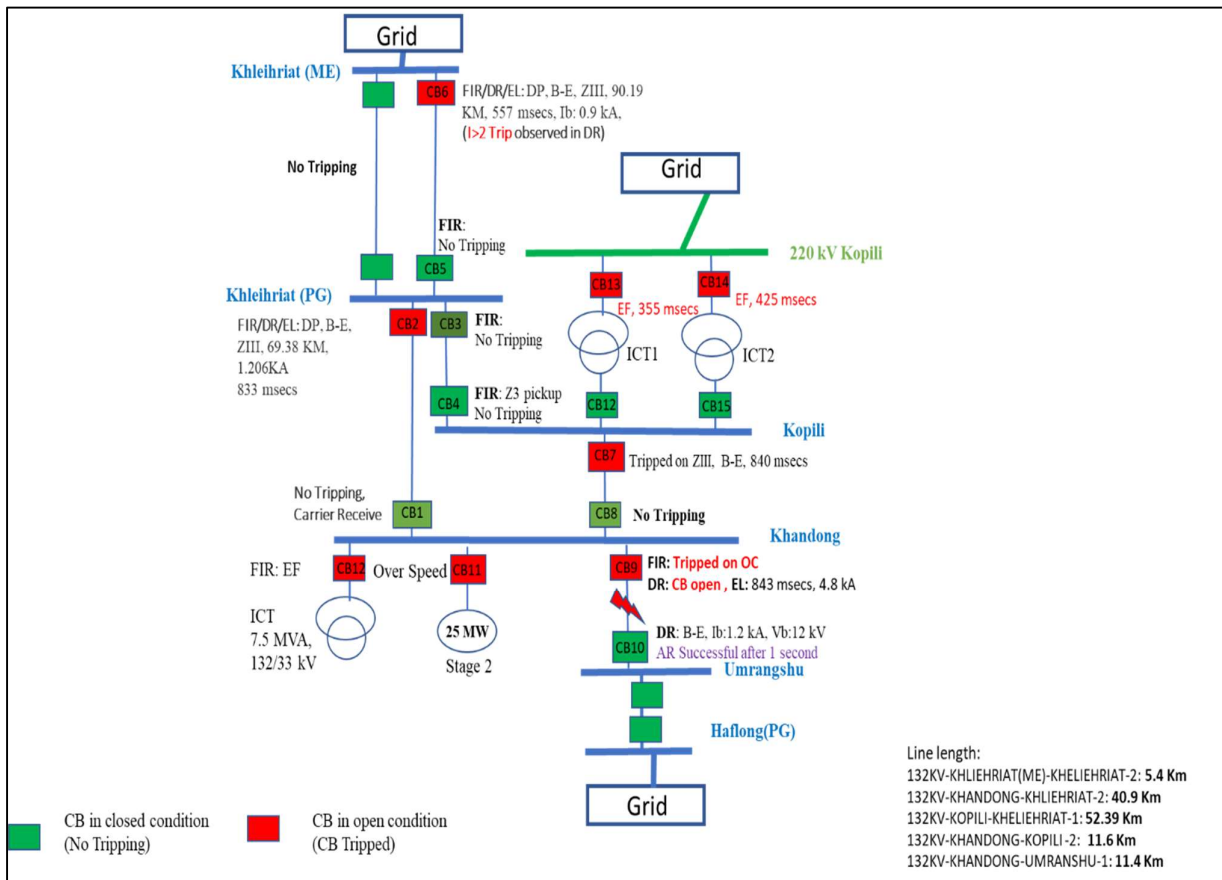 Grid
Khleihriat (ME)
CB6
FIR/DR/EL: DP, B-E, ZIII, 90.19
KM, 557 msecs, Ib: 0.9 kA,
(I>2 Trip observed in DR)
No Tripping
Grid
FIR:
No Tripping
CB5
220 kV Kopili
CB13
CB14
EF, 355 msecs
EF, 425 msecs
Khleihriat (PG)
FIR/DR/EL: DP, B-E,
ZIII, 69.38 KM,
1.206KA
833 msecs
CB2
CB3
FIR:
No Tripping
ICT1
ICT2
CB4
FIR: Z3 pickup
No Tripping
CB12
CB15
Kopili
CB7
Tripped on ZIII, B-E, 840 msecs
No Tripping,
Carrier Receive
CB1
CB8
No Tripping
Khandong
FIR: EF
CB12
Over Speed
CB11
CB9
FIR: Tripped on OC
DR: CB open , EL: 843 msecs, 4.8 kA
ICT
7.5 MVA,
132/33 kV
25 MW
Stage 2
CB10
DR: B-E, Ib:1.2 kA, Vb:12 kV
AR Successful after 1 second
Umrangshu
Haflong(PG)
Grid
Line length:
132KV-KHLIEHRIAT(ME)-KHELIEHRIAT-2: 5.4 Km
132KV-KHANDONG-KHLIEHRIAT-2: 40.9 Km
132KV-KOPILI-KHELIEHRIAT-1: 52.39 Km
132KV-KHANDONG-KOPILI-2: 11.6 Km
132KV-KHANDONG-UMRANSHU-1: 11.4 Km
CB in closed condition
(No Tripping)
CB in open condition
(CB Tripped)